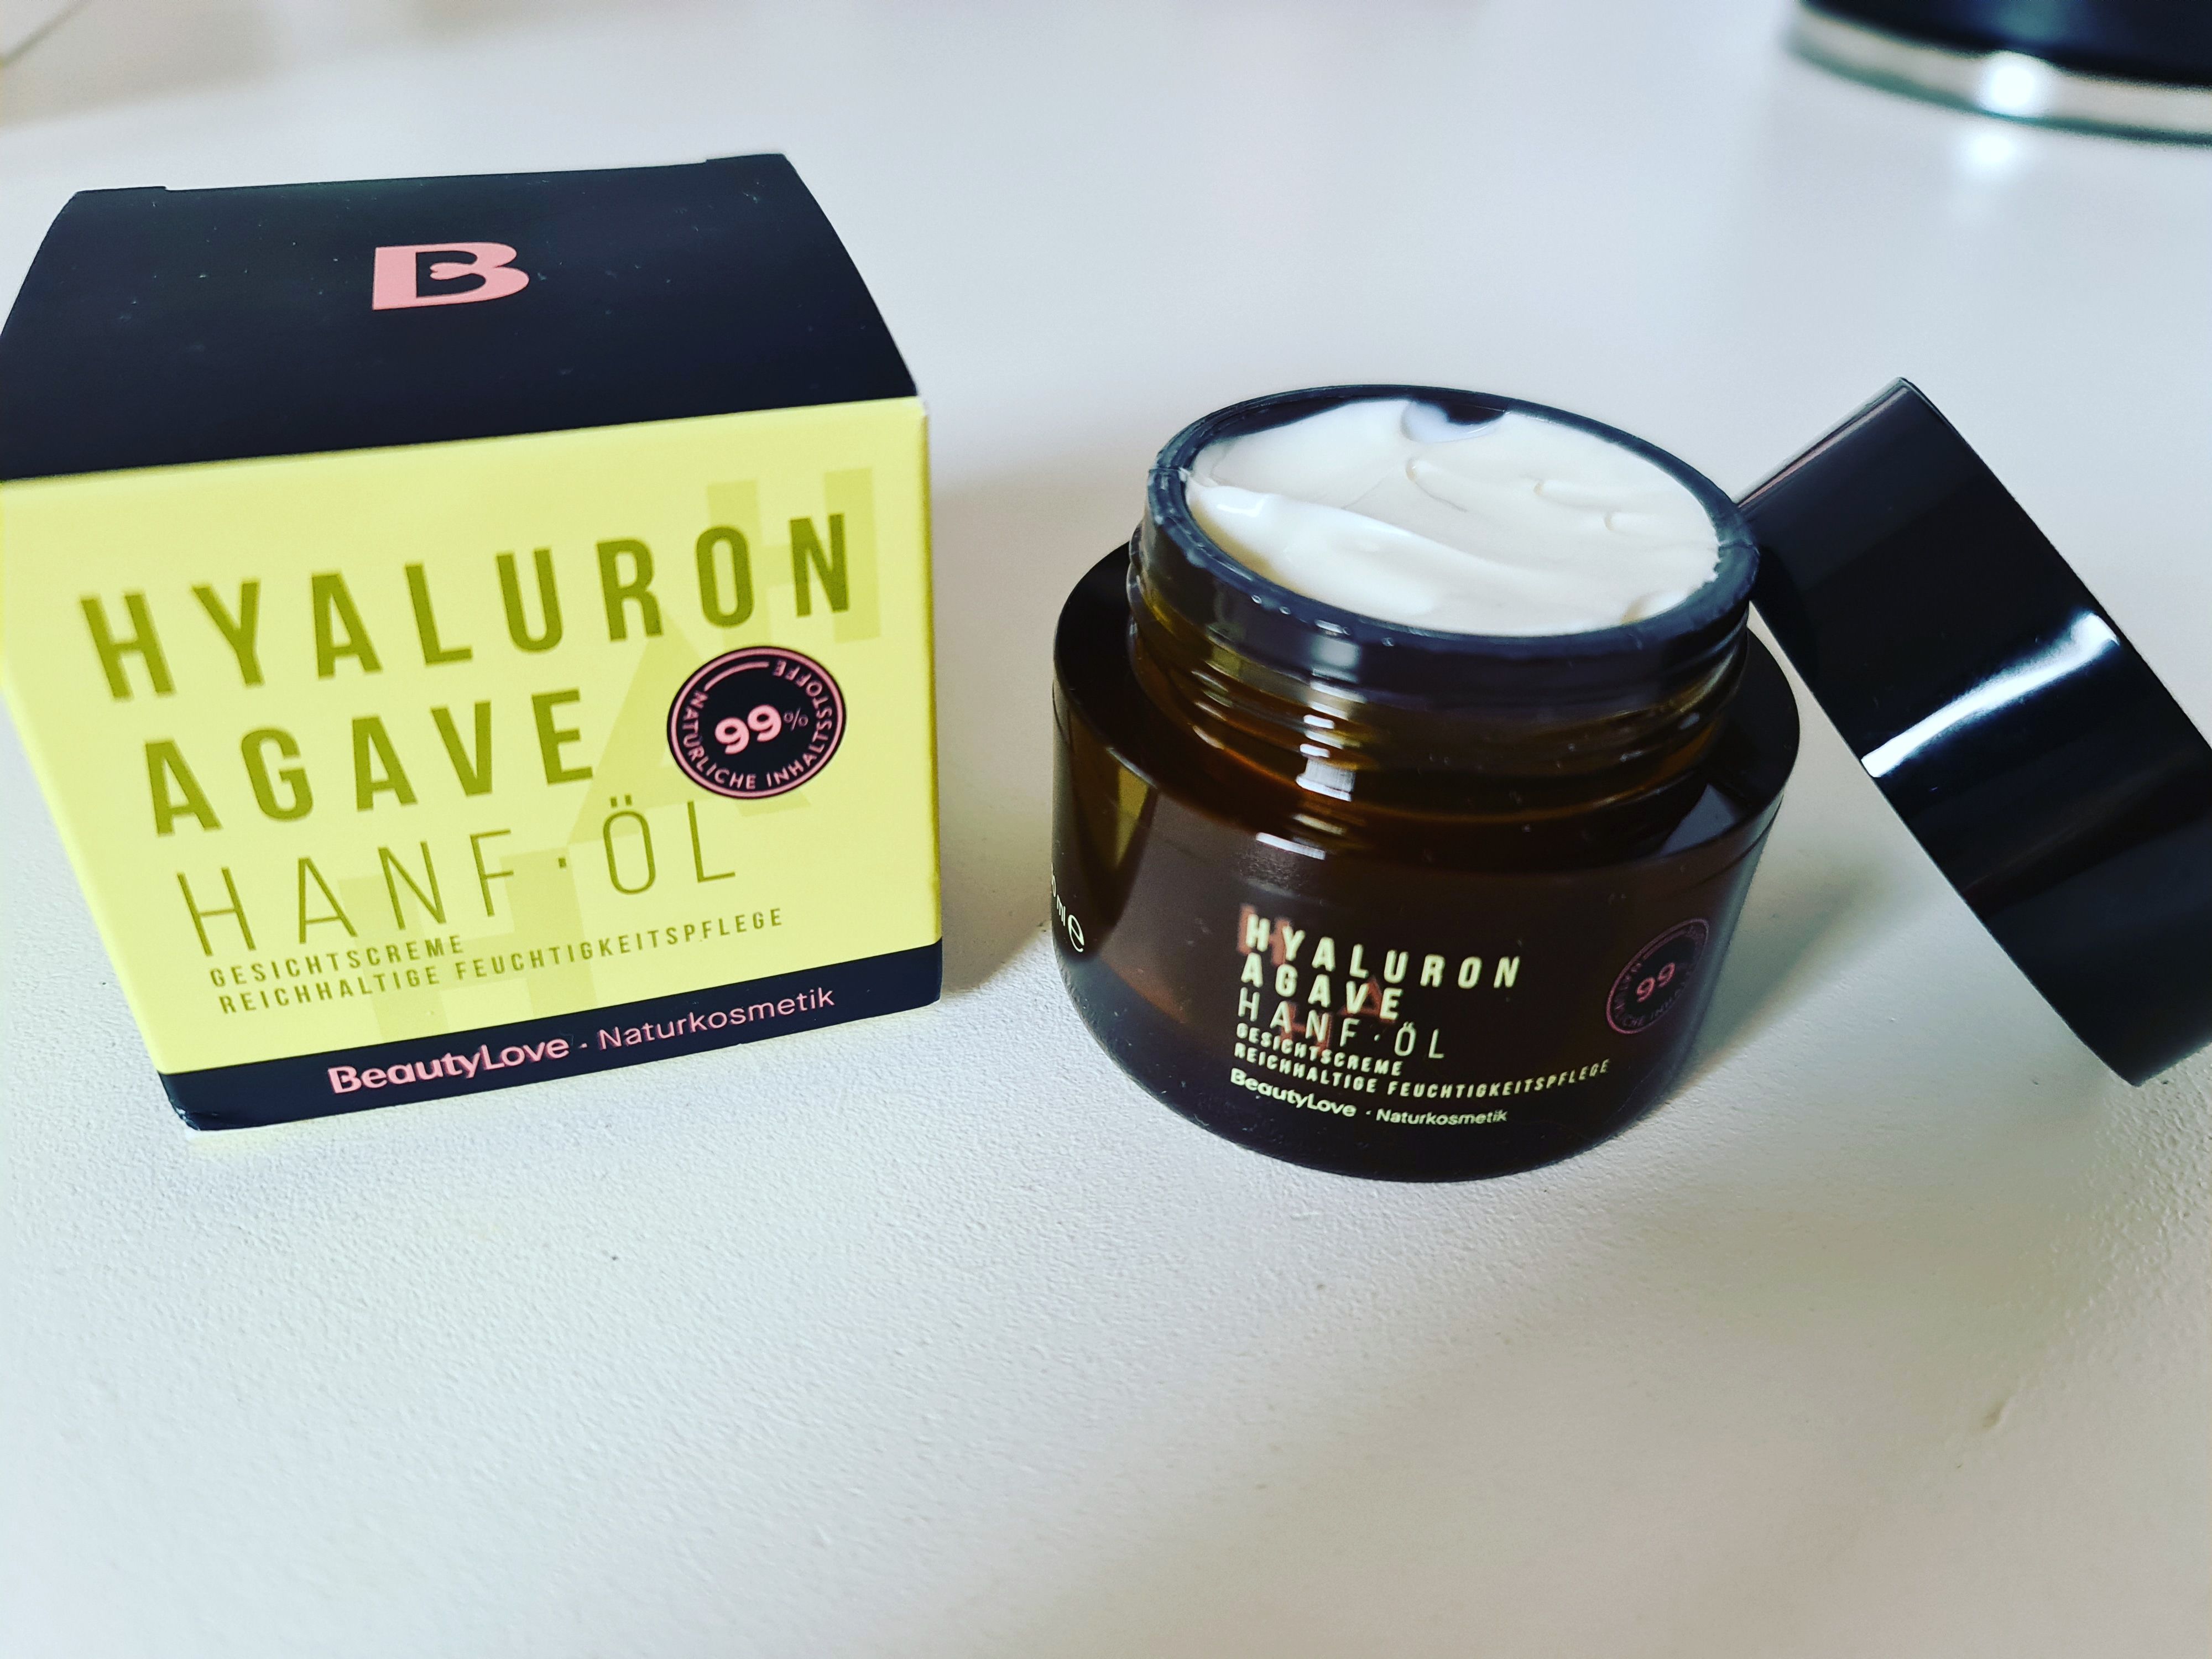 B
HYALURON
AGAVE
HANF·ÖL
GESICHTSCREME
REICHHALTIGE FEUCHTIGKEITSPFLEGE
99%
NATÜRLICHE INHALTSSTOFFE
BeautyLove · Naturkosmetik
ml e
HYALURON
AGAVE
HANF·ÖL
GESICHTSCREME
REICHHALTIGE FEUCHTIGKEITSPFLEGE
BeautyLove · Naturkosmetik
99